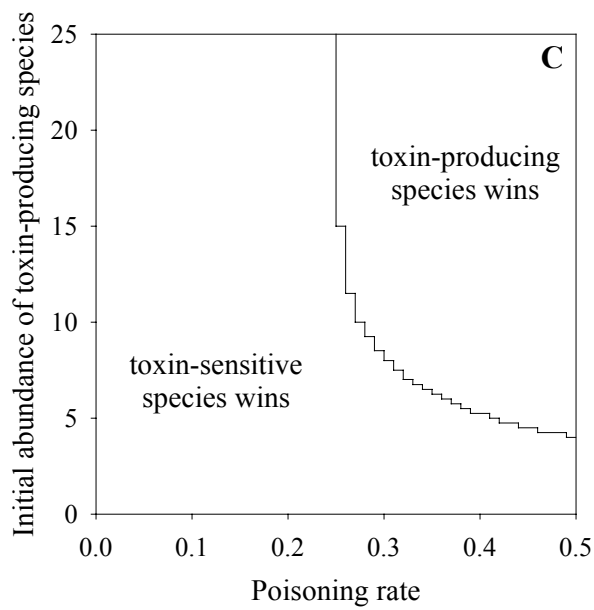 Initial abundance of toxin-producing species
25
20
15
10
5
0
C
toxin-producing
species wins
toxin-sensitive
species wins
0.0 0.1 0.2 0.3 0.4 0.5
Poisoning rate